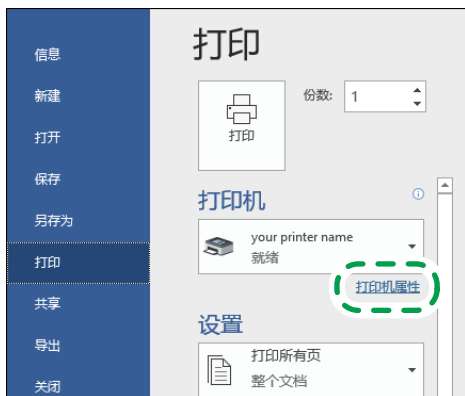 信息
新建
打开
保存
另存为
打印
共享
导出
关闭
打印
打印
份数: 1
打印机
your printer name
就绪
打印机属性
设置
打印所有页
整个文档